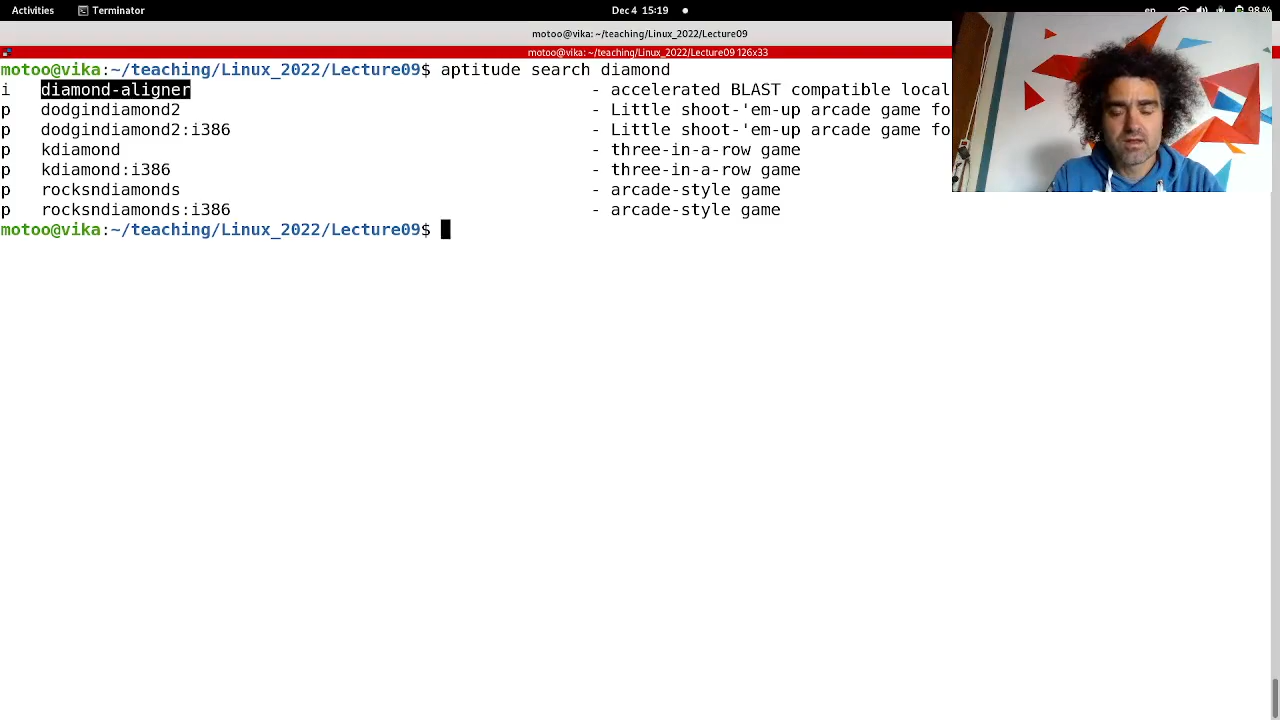 Activities Terminator Dec 4 15:19 en 98 %
motoo@vika: ~/teaching/Linux_2022/Lecture09
motoo@vika: ~/teaching/Linux_2022/Lecture09 126x33
motoo@vika:~/teaching/Linux_2022/Lecture09$ aptitude search diamond
i diamond-aligner - accelerated BLAST compatible local
p dodgindiamond2 - Little shoot-'em-up arcade game fo
p dodgindiamond2:i386 - Little shoot-'em-up arcade game fo
p kdiamond - three-in-a-row game
p kdiamond:i386 - three-in-a-row game
p rocksndiamonds - arcade-style game
p rocksndiamonds:i386 - arcade-style game
motoo@vika:~/teaching/Linux_2022/Lecture09$